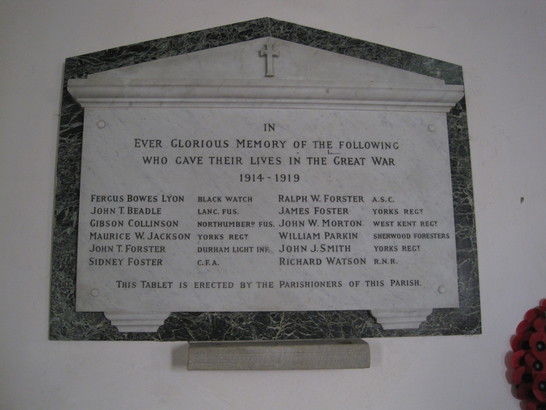 IN
EVER GLORIOUS MEMORY OF THE FOLLOWING
WHO GAVE THEIR LIVES IN THE GREAT WAR
1914-1919
FERGUS BOWES LYON BLACK WATCH
JOHN T. BEADLE LANC. FUS.
GIBSON COLLINSON NORTHUMBERD FUS.
MAURICE W. JACKSON YORKS REGT
JOHN T. FORSTER DURHAM LIGHT INF.
SIDNEY FOSTER C.F.A.
RALPH W. FORSTER A.S.C.
JAMES FOSTER YORKS REGT
JOHN W. MORTON WEST KENT REGT
WILLIAM PARKIN SHERWOOD FORESTERS
JOHN J. SMITH YORKS REGT
RICHARD WATSON R.N.R.
THIS TABLET IS ERECTED BY THE PARISHIONERS OF THIS PARISH.